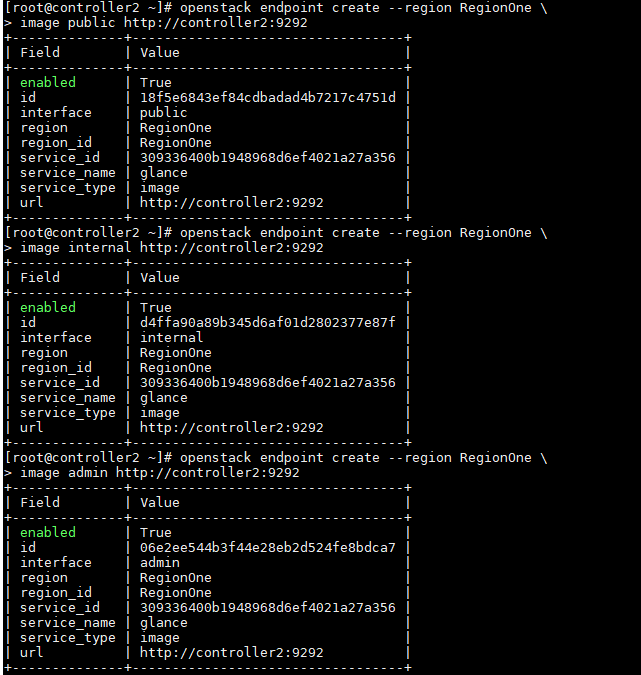 [root@controller2 ~]# openstack endpoint create --region RegionOne \
> image public http://controller2:9292
+--------------+----------------------------------+
| Field        | Value                            |
+--------------+----------------------------------+
| enabled      | True                             |
| id           | 18f5e6843ef84cdbadad4b7217c4751d |
| interface    | public                           |
| region       | RegionOne                        |
| region_id    | RegionOne                        |
| service_id   | 309336400b1948968d6ef4021a27a356 |
| service_name | glance                           |
| service_type | image                            |
| url          | http://controller2:9292          |
+--------------+----------------------------------+
[root@controller2 ~]# openstack endpoint create --region RegionOne \
> image internal http://controller2:9292
+--------------+----------------------------------+
| Field        | Value                            |
+--------------+----------------------------------+
| enabled      | True                             |
| id           | d4ffa90a89b345d6af01d2802377e87f |
| interface    | internal                         |
| region       | RegionOne                        |
| region_id    | RegionOne                        |
| service_id   | 309336400b1948968d6ef4021a27a356 |
| service_name | glance                           |
| service_type | image                            |
| url          | http://controller2:9292          |
+--------------+----------------------------------+
[root@controller2 ~]# openstack endpoint create --region RegionOne \
> image admin http://controller2:9292
+--------------+----------------------------------+
| Field        | Value                            |
+--------------+----------------------------------+
| enabled      | True                             |
| id           | 06e2ee544b3f44e28eb2d524fe8bdca7 |
| interface    | admin                            |
| region       | RegionOne                        |
| region_id    | RegionOne                        |
| service_id   | 309336400b1948968d6ef4021a27a356 |
| service_name | glance                           |
| service_type | image                            |
| url          | http://controller2:9292          |
+--------------+----------------------------------+